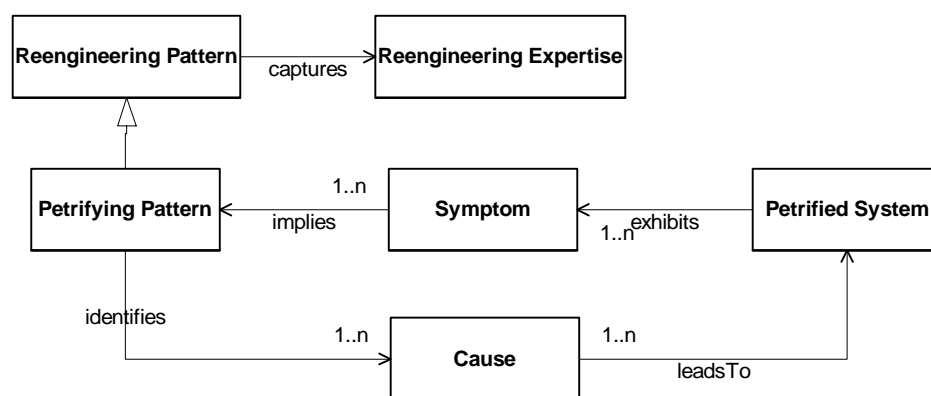 Reengineering Pattern
captures
Reengineering Expertise
Petrifying Pattern
1..n
implies
Symptom
1..n
exhibits
Petrified System
identifies
1..n
Cause
1..n
leadsTo